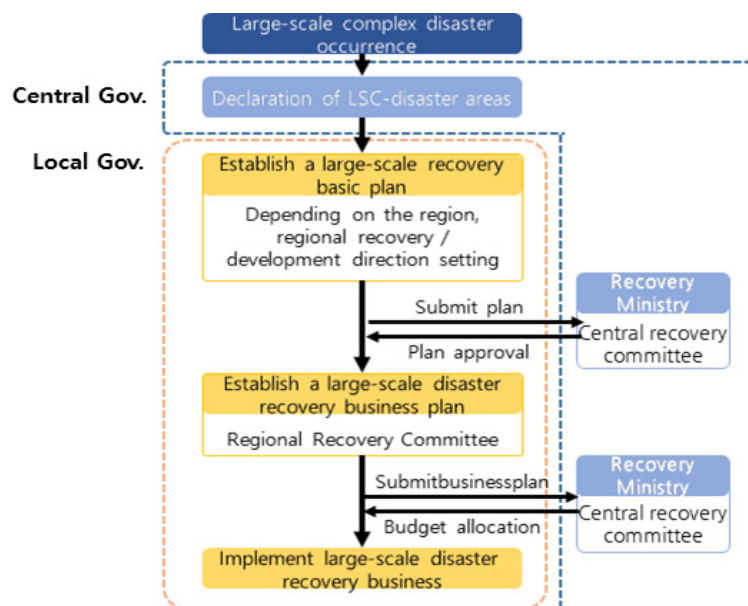 Large-scale complex disaster
occurrence
Central Gov.
Declaration of LSC-disaster areas
Local Gov.
Establish a large-scale recovery
basic plan
Depending on the region,
regional recovery /
development direction setting
Submit plan
Plan approval
Recovery
Ministry
Central recovery
committee
Establish a large-scale disaster
recovery business plan
Regional Recovery Committee
Submitbusinessplan
Budget allocation
Recovery
Ministry
Central recovery
committee
Implement large-scale disaster
recovery business